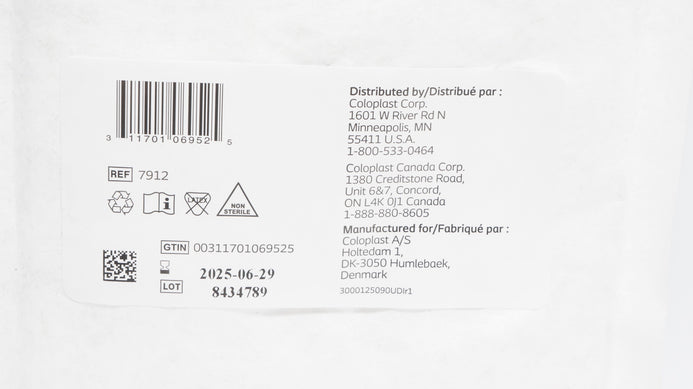 3 11701 06952 5
REF 7912
LATEX
NON
STERILE
GTIN 00311701069525
2025-06-29
LOT 8434789
Distributed by/Distribué par :
Coloplast Corp.
1601 W River Rd N
Minneapolis, MN
55411 U.S.A.
1-800-533-0464
Coloplast Canada Corp.
1380 Creditstone Road,
Unit 6&7, Concord,
ON L4K 0J1 Canada
1-888-880-8605
Manufactured for/Fabriqué par :
Coloplast A/S
Holtedam 1,
DK-3050 Humlebaek,
Denmark
3000125090UDIr1